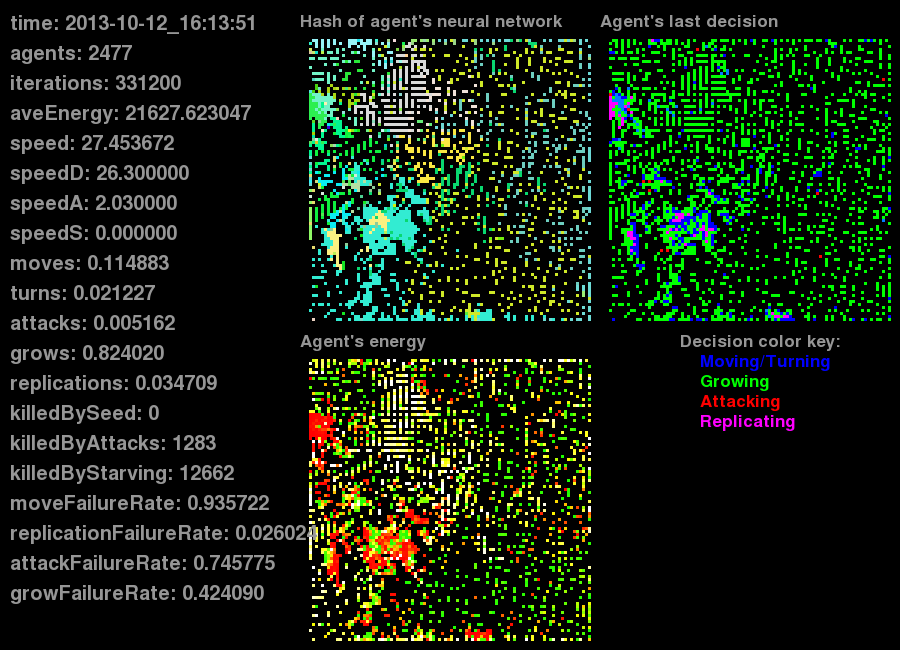 time: 2013-10-12_16:13:51
agents: 2477
iterations: 331200
aveEnergy: 21627.623047
speed: 27.453672
speedD: 26.300000
speedA: 2.030000
speedS: 0.000000
moves: 0.114883
turns: 0.021227
attacks: 0.005162
grows: 0.824020
replications: 0.034709
killedBySeed: 0
killedByAttacks: 1283
killedByStarving: 12662
moveFailureRate: 0.935722
replicationFailureRate: 0.026024
attackFailureRate: 0.745775
growFailureRate: 0.424090
Hash of agent's neural network
Agent's last decision
Agent's energy
Decision color key:
Moving/Turning
Growing
Attacking
Replicating